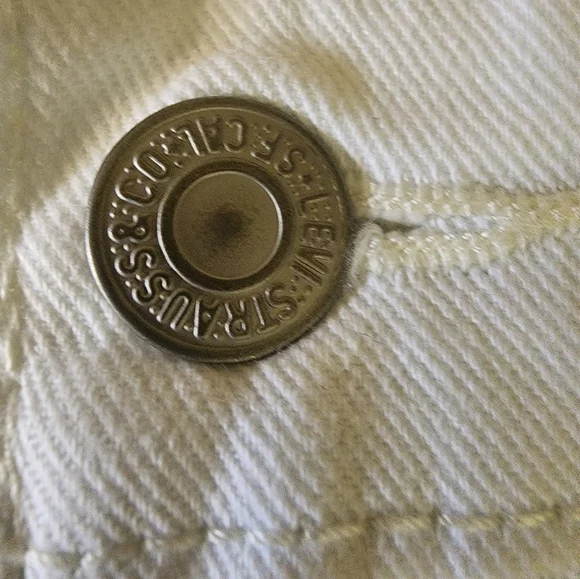 LEVI STRAUSS & CO S.F. CAL